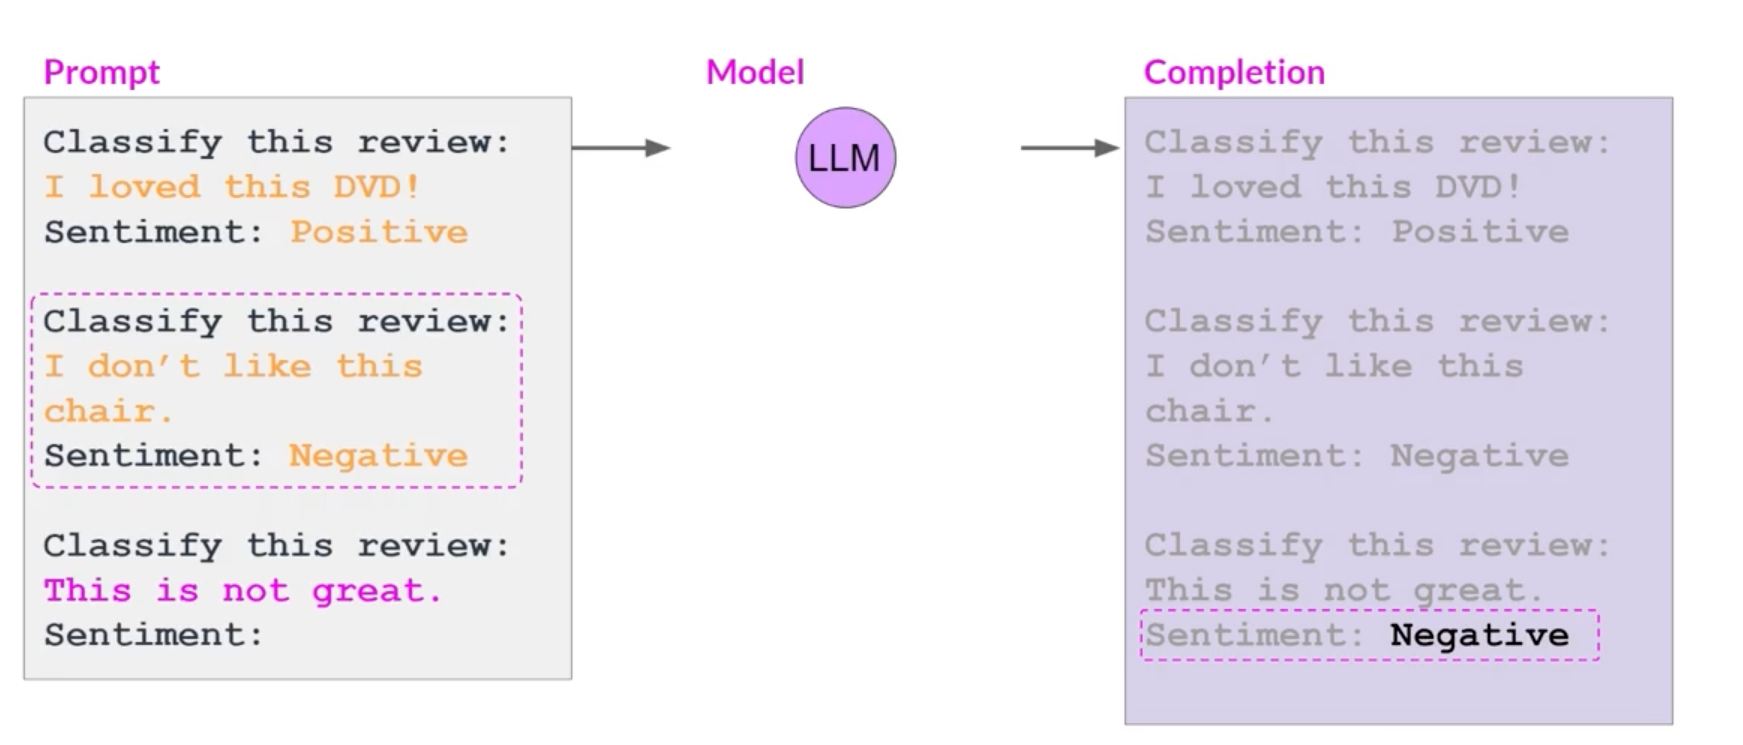 Prompt
Classify this review:
I loved this DVD!
Sentiment: Positive
Classify this review:
I don’t like this
chair.
Sentiment: Negative
Classify this review:
This is not great.
Sentiment:
Model
LLM
Completion
Classify this review:
I loved this DVD!
Sentiment: Positive
Classify this review:
I don’t like this
chair.
Sentiment: Negative
Classify this review:
This is not great.
Sentiment: Negative